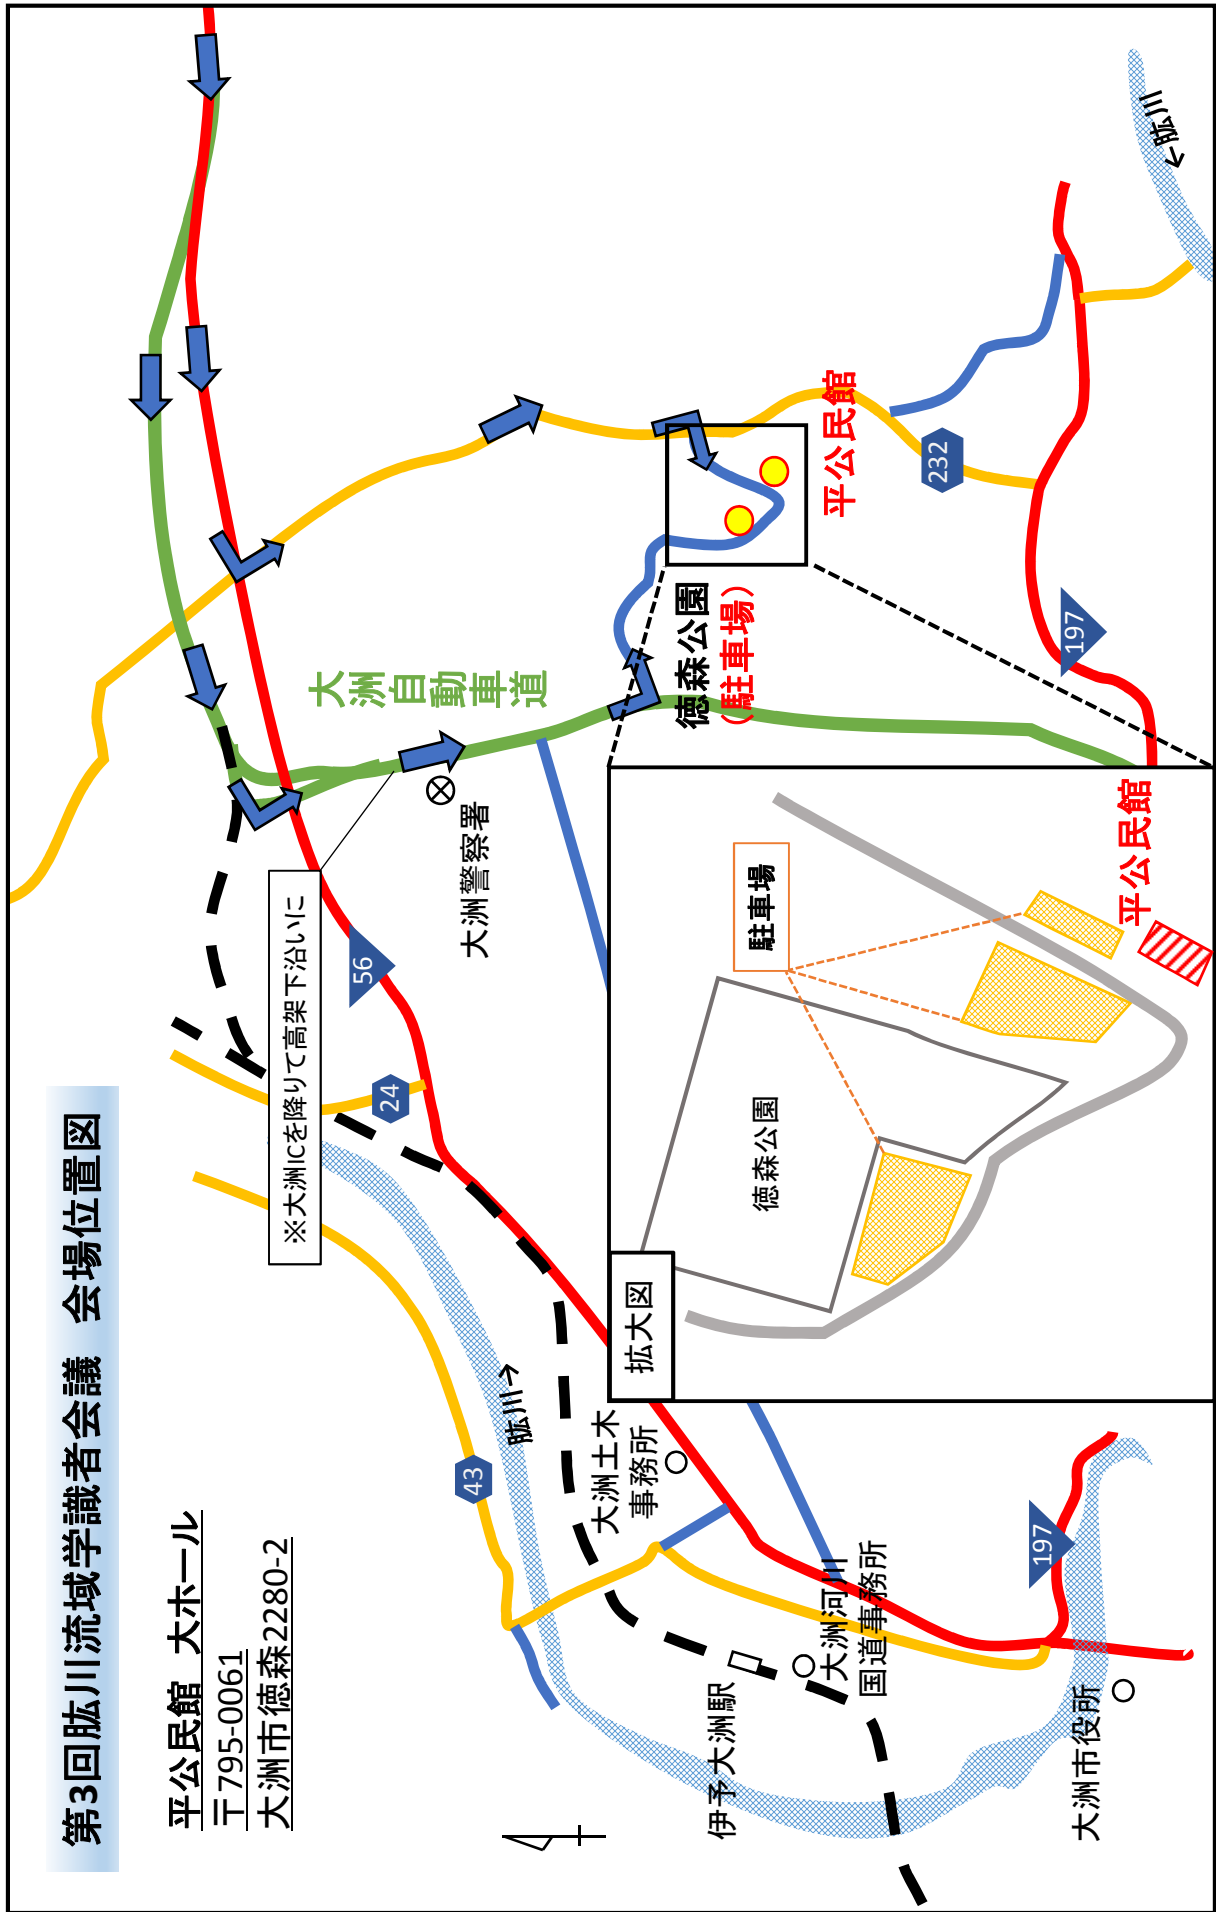 第3回肱川流域学識者会議　会場位置図
平公民館 大ホール
〒795-0061
大洲市徳森2280-2
※大洲ICを降りて高架下沿いに
24
56
43
肱川→
大洲自動車道
大洲警察署
大洲土木
事務所
伊予大洲駅
大洲河川
国道事務所
大洲市役所
197
徳森公園
(駐車場)
平公民館
232
197
←肱川
拡大図
徳森公園
駐車場
平公民館